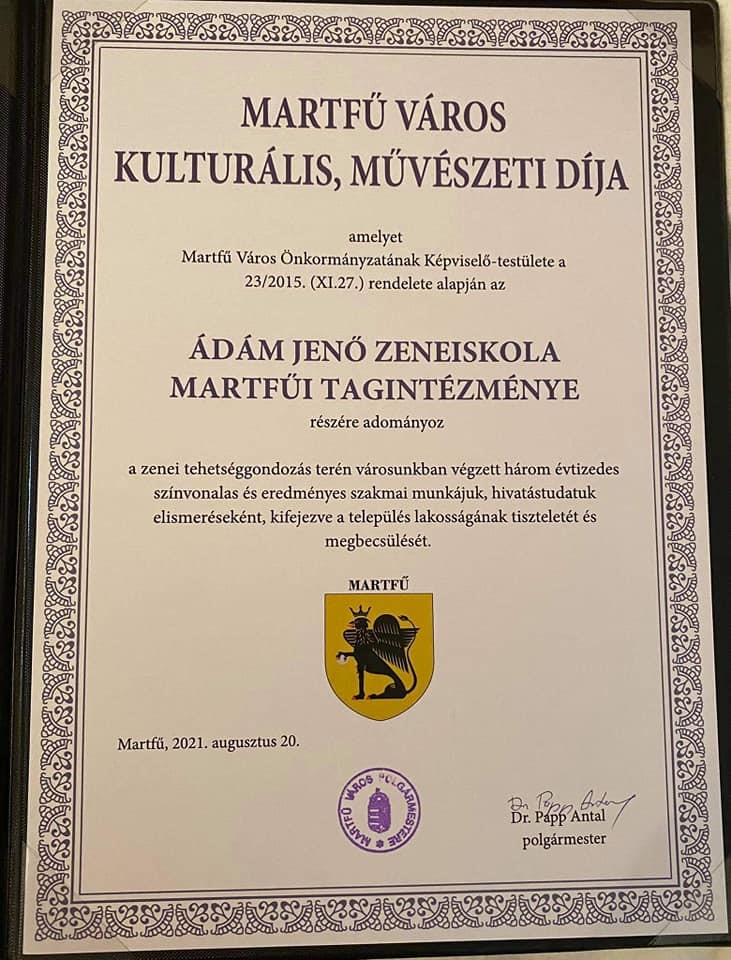 MARTFŰ VÁROS
KULTURÁLIS, MŰVÉSZETI DÍJA
amelyet
Martfű Város Önkormányzatának Képviselő-testülete a
23/2015. (XI.27.) rendelete alapján az
ÁDÁM JENŐ ZENEISKOLA
MARTFŰI TAGINTÉZMÉNYE
részére adományoz
a zenei tehetséggondozás terén városunkban végzett három évtizedes
színvonalas és eredményes szakmai munkájuk, hivatástudatuk
elismeréseként, kifejezve a település lakosságának tiszteletét és
megbecsülését.
MARTFŰ
Martfű, 2021. augusztus 20.
MARTFŰ VÁROS POLGÁRMESTERE
Dr. Papp Antal
Dr. Papp Antal
polgármester